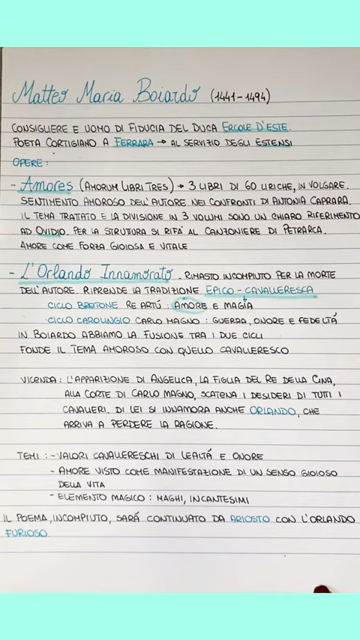 Matteo Maria Boiardo (1441-1494)
CONSIGLIERE E UOMO DI FIDUCIA DEL DUCA ERCOLE D'ESTE.
POETA CORTIGIANO A FERRARA → AL SERVIZIO DEGLI ESTENSI
OPERE:
- Amores (AMORUM LIBRI TRES) → 3 LIBRI DI 60 LIRICHE, IN VOLGARE.
SENTIMENTO AMOROSO DELL'AUTORE NEI CONFRONTI DI ANTONIA CAPRARA.
IL TEMA TRATTATO E LA DIVISIONE IN 3 VOLUMI SONO UN CHIARO RIFERIMENTO
AD OVIDIO. PER LA STRUTTURA SI RIFA' AL CANZONIERE DI PETRARCA.
AMORE COME FORZA GIOIOSA E VITALE
- L'Orlando Innamorato. RIMASTO INCOMPIUTO PER LA MORTE
DELL'AUTORE. RIPRENDE LA TRADIZIONE EPICO-CAVALLERESCA
CICLO BRETONE RE ARTÙ: AMORE E MAGIA
CICLO CAROLINGIO CARLO MAGNO: GUERRA, ONORE E FEDELTÀ
IN BOIARDO ABBIAMO LA FUSIONE TRA I DUE CICLI
FONDE IL TEMA AMOROSO CON QUELLO CAVALLERESCO
VICENDA: L'APPARIZIONE DI ANGELICA, LA FIGLIA DEL RE DELLA CINA,
ALLA CORTE DI CARLO MAGNO, SCATENA I DESIDERI DI TUTTI I
CAVALIERI. DI LEI SI INNAMORA ANCHE ORLANDO, CHE
ARRIVA A PERDERE LA RAGIONE.
TEMI: - VALORI CAVALLERESCHI DI LEALTÀ E ONORE
- AMORE VISTO COME MANIFESTAZIONE DI UN SENSO GIOIOSO
DELLA VITA
- ELEMENTO MAGICO: MAGHI, INCANTESIMI
IL POEMA, INCOMPIUTO, SARÀ CONTINUATO DA ARIOSTO CON L'ORLANDO
FURIOSO